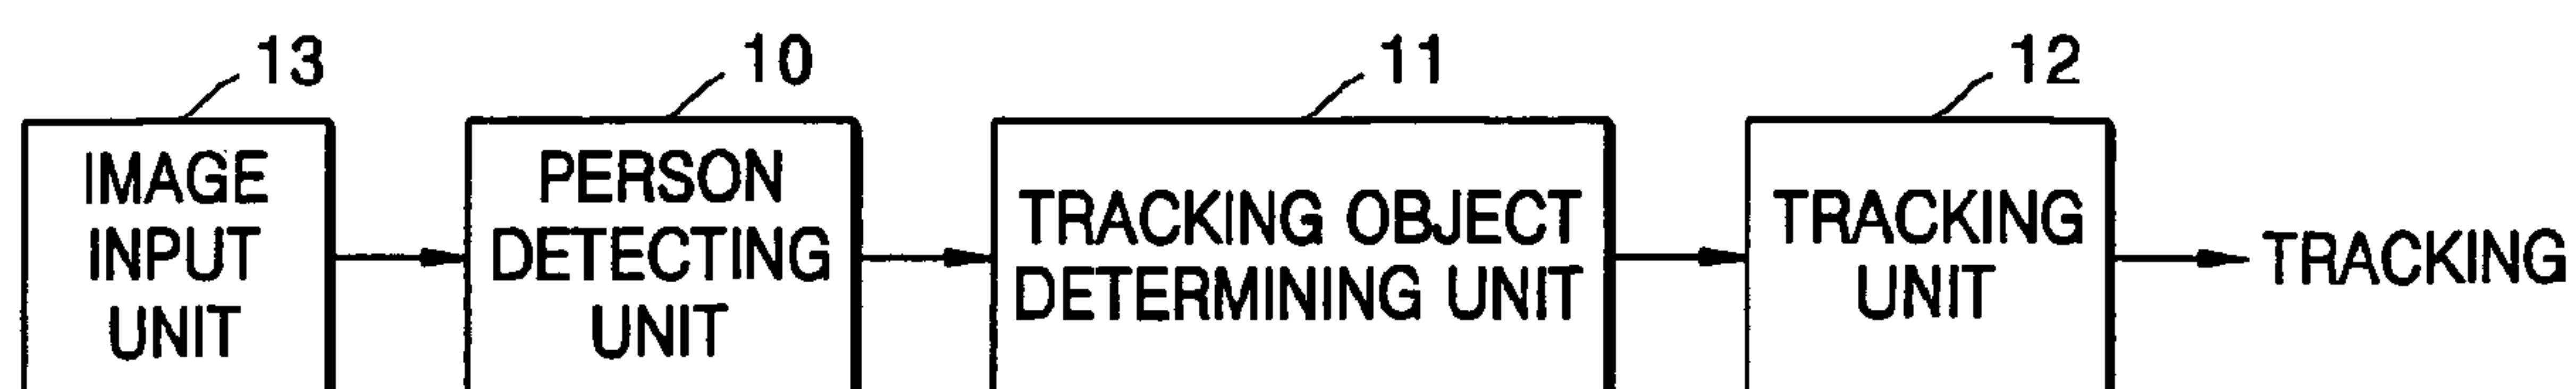 13
10
11
12
IMAGE
INPUT
UNIT
PERSON
DETECTING
UNIT
TRACKING OBJECT
DETERMINING UNIT
TRACKING
UNIT
TRACKING